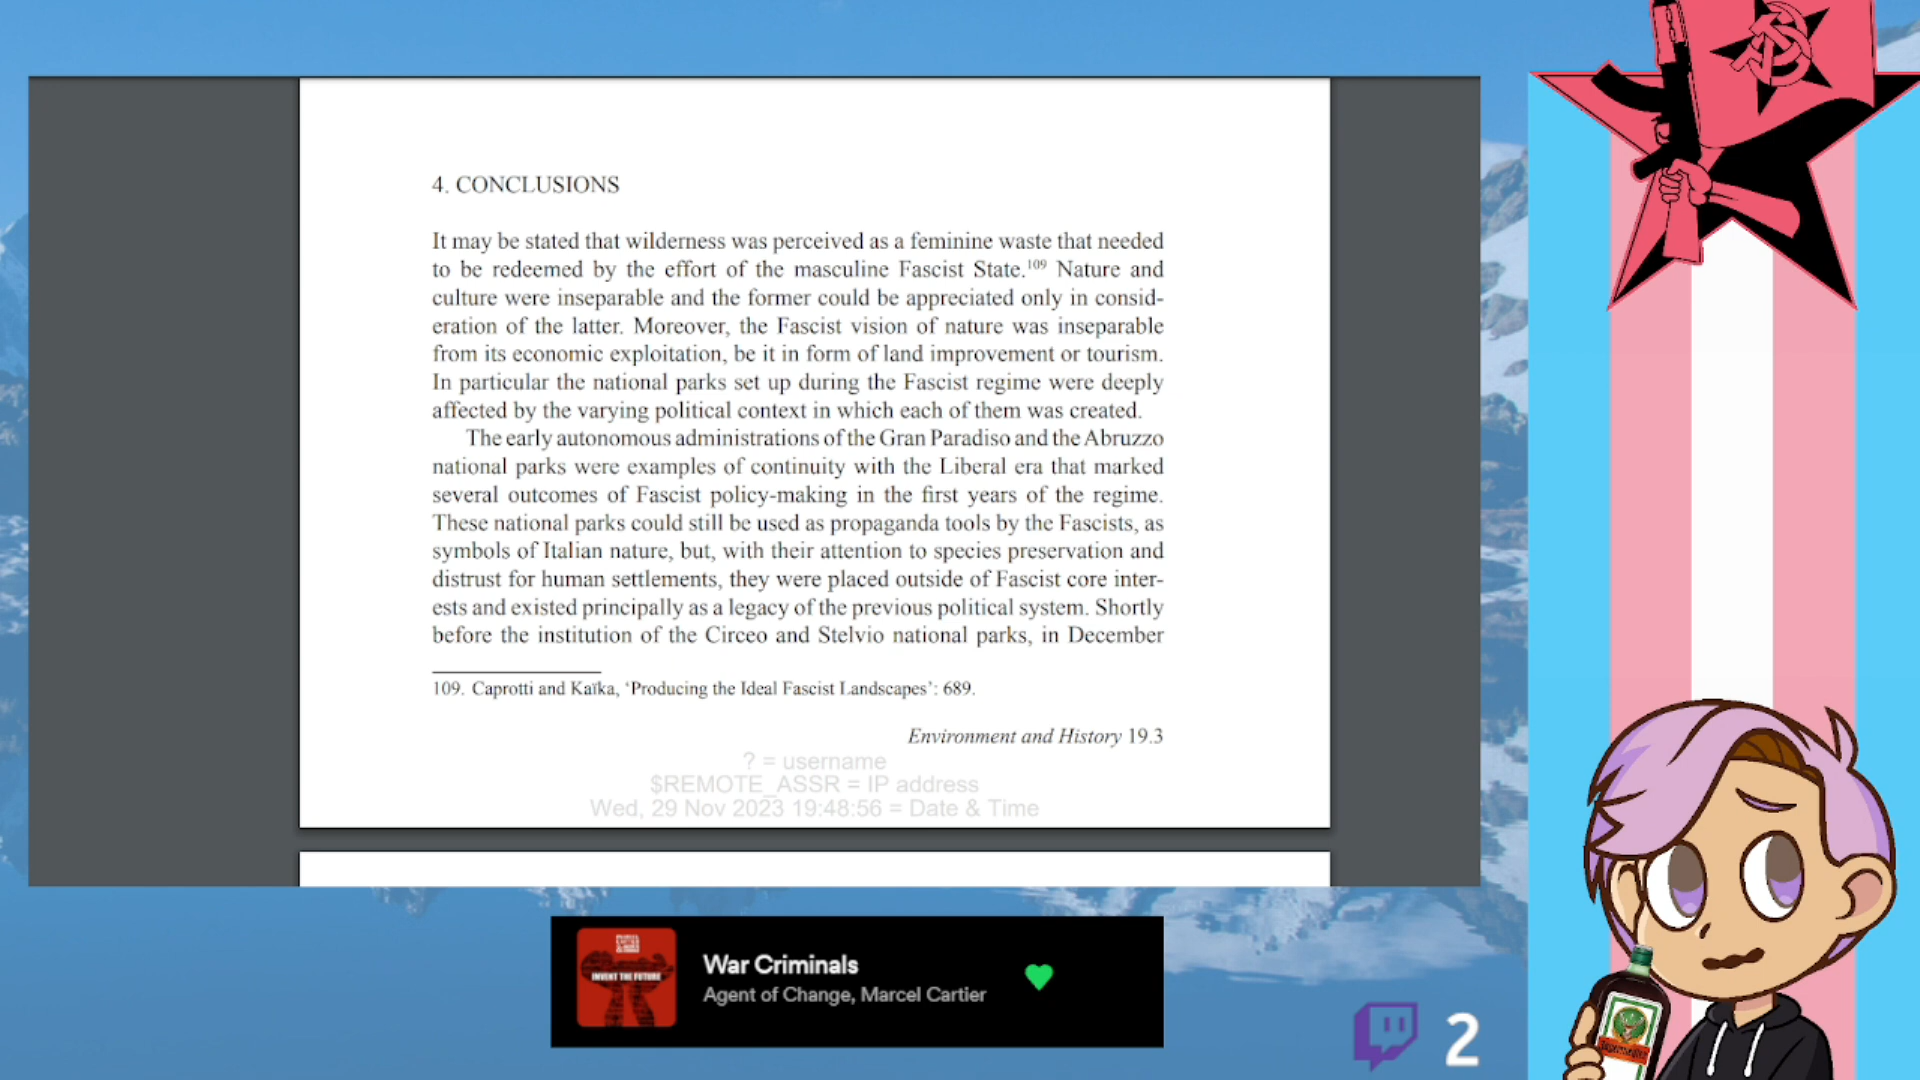 4. CONCLUSIONS
It may be stated that wilderness was perceived as a feminine waste that needed
to be redeemed by the effort of the masculine Fascist State.109 Nature and
culture were inseparable and the former could be appreciated only in consid-
eration of the latter. Moreover, the Fascist vision of nature was inseparable
from its economic exploitation, be it in form of land improvement or tourism.
In particular the national parks set up during the Fascist regime were deeply
affected by the varying political context in which each of them was created.
The early autonomous administrations of the Gran Paradiso and the Abruzzo
national parks were examples of continuity with the Liberal era that marked
several outcomes of Fascist policy-making in the first years of the regime.
These national parks could still be used as propaganda tools by the Fascists, as
symbols of Italian nature, but, with their attention to species preservation and
distrust for human settlements, they were placed outside of Fascist core inter-
ests and existed principally as a legacy of the previous political system. Shortly
before the institution of the Circeo and Stelvio national parks, in December
109. Caprotti and Kaïka, ‘Producing the Ideal Fascist Landscapes’: 689.
Environment and History 19.3
? = username
$REMOTE_ASSR = IP address
Wed, 29 Nov 2023 19:48:56 = Date & Time
INVENT THE FUTURE
War Criminals
Agent of Change, Marcel Cartier
2